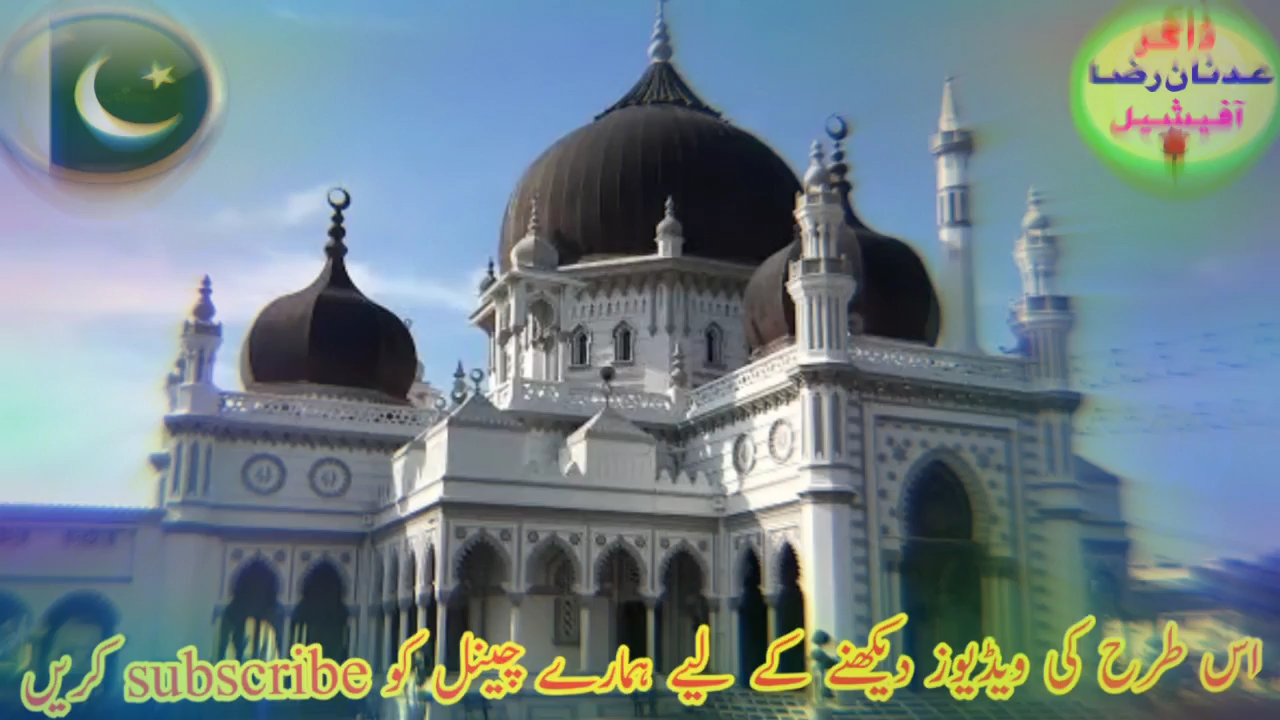 ذاکر
عدنان رضا
آفیشیل
اس طرح کی ویڈیوز دیکھنے کے لیے ہمارے چینل کو subscribe کریں